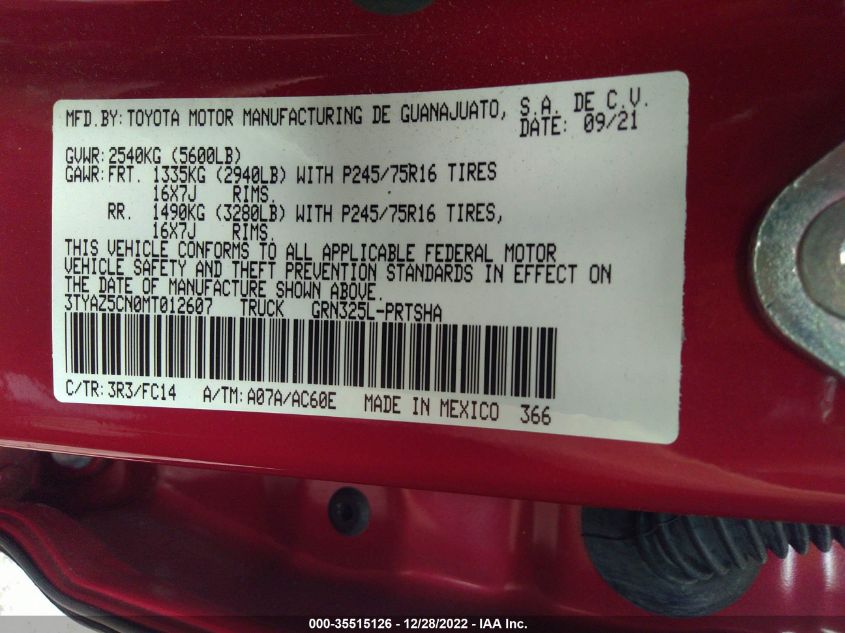 MFD.BY: TOYOTA MOTOR MANUFACTURING DE GUANAJUATO, S.A. DE C.V.
DATE: 09/21
GVWR: 2540KG (5600LB)
GAWR: FRT. 1335KG (2940LB) WITH P245/75R16 TIRES
16X7J RIMS.
RR. 1490KG (3280LB) WITH P245/75R16 TIRES,
16X7J RIMS.
THIS VEHICLE CONFORMS TO ALL APPLICABLE FEDERAL MOTOR
VEHICLE SAFETY AND THEFT PREVENTION STANDARDS IN EFFECT ON
THE DATE OF MANUFACTURE SHOWN ABOVE.
3TYAZ5CN0MT012607 TRUCK GRN325L-PRTSHA
C/TR: 3R3/FC14 A/TM: A07A/AC60E MADE IN MEXICO 366
000-35515126 - 12/28/2022 - IAA Inc.